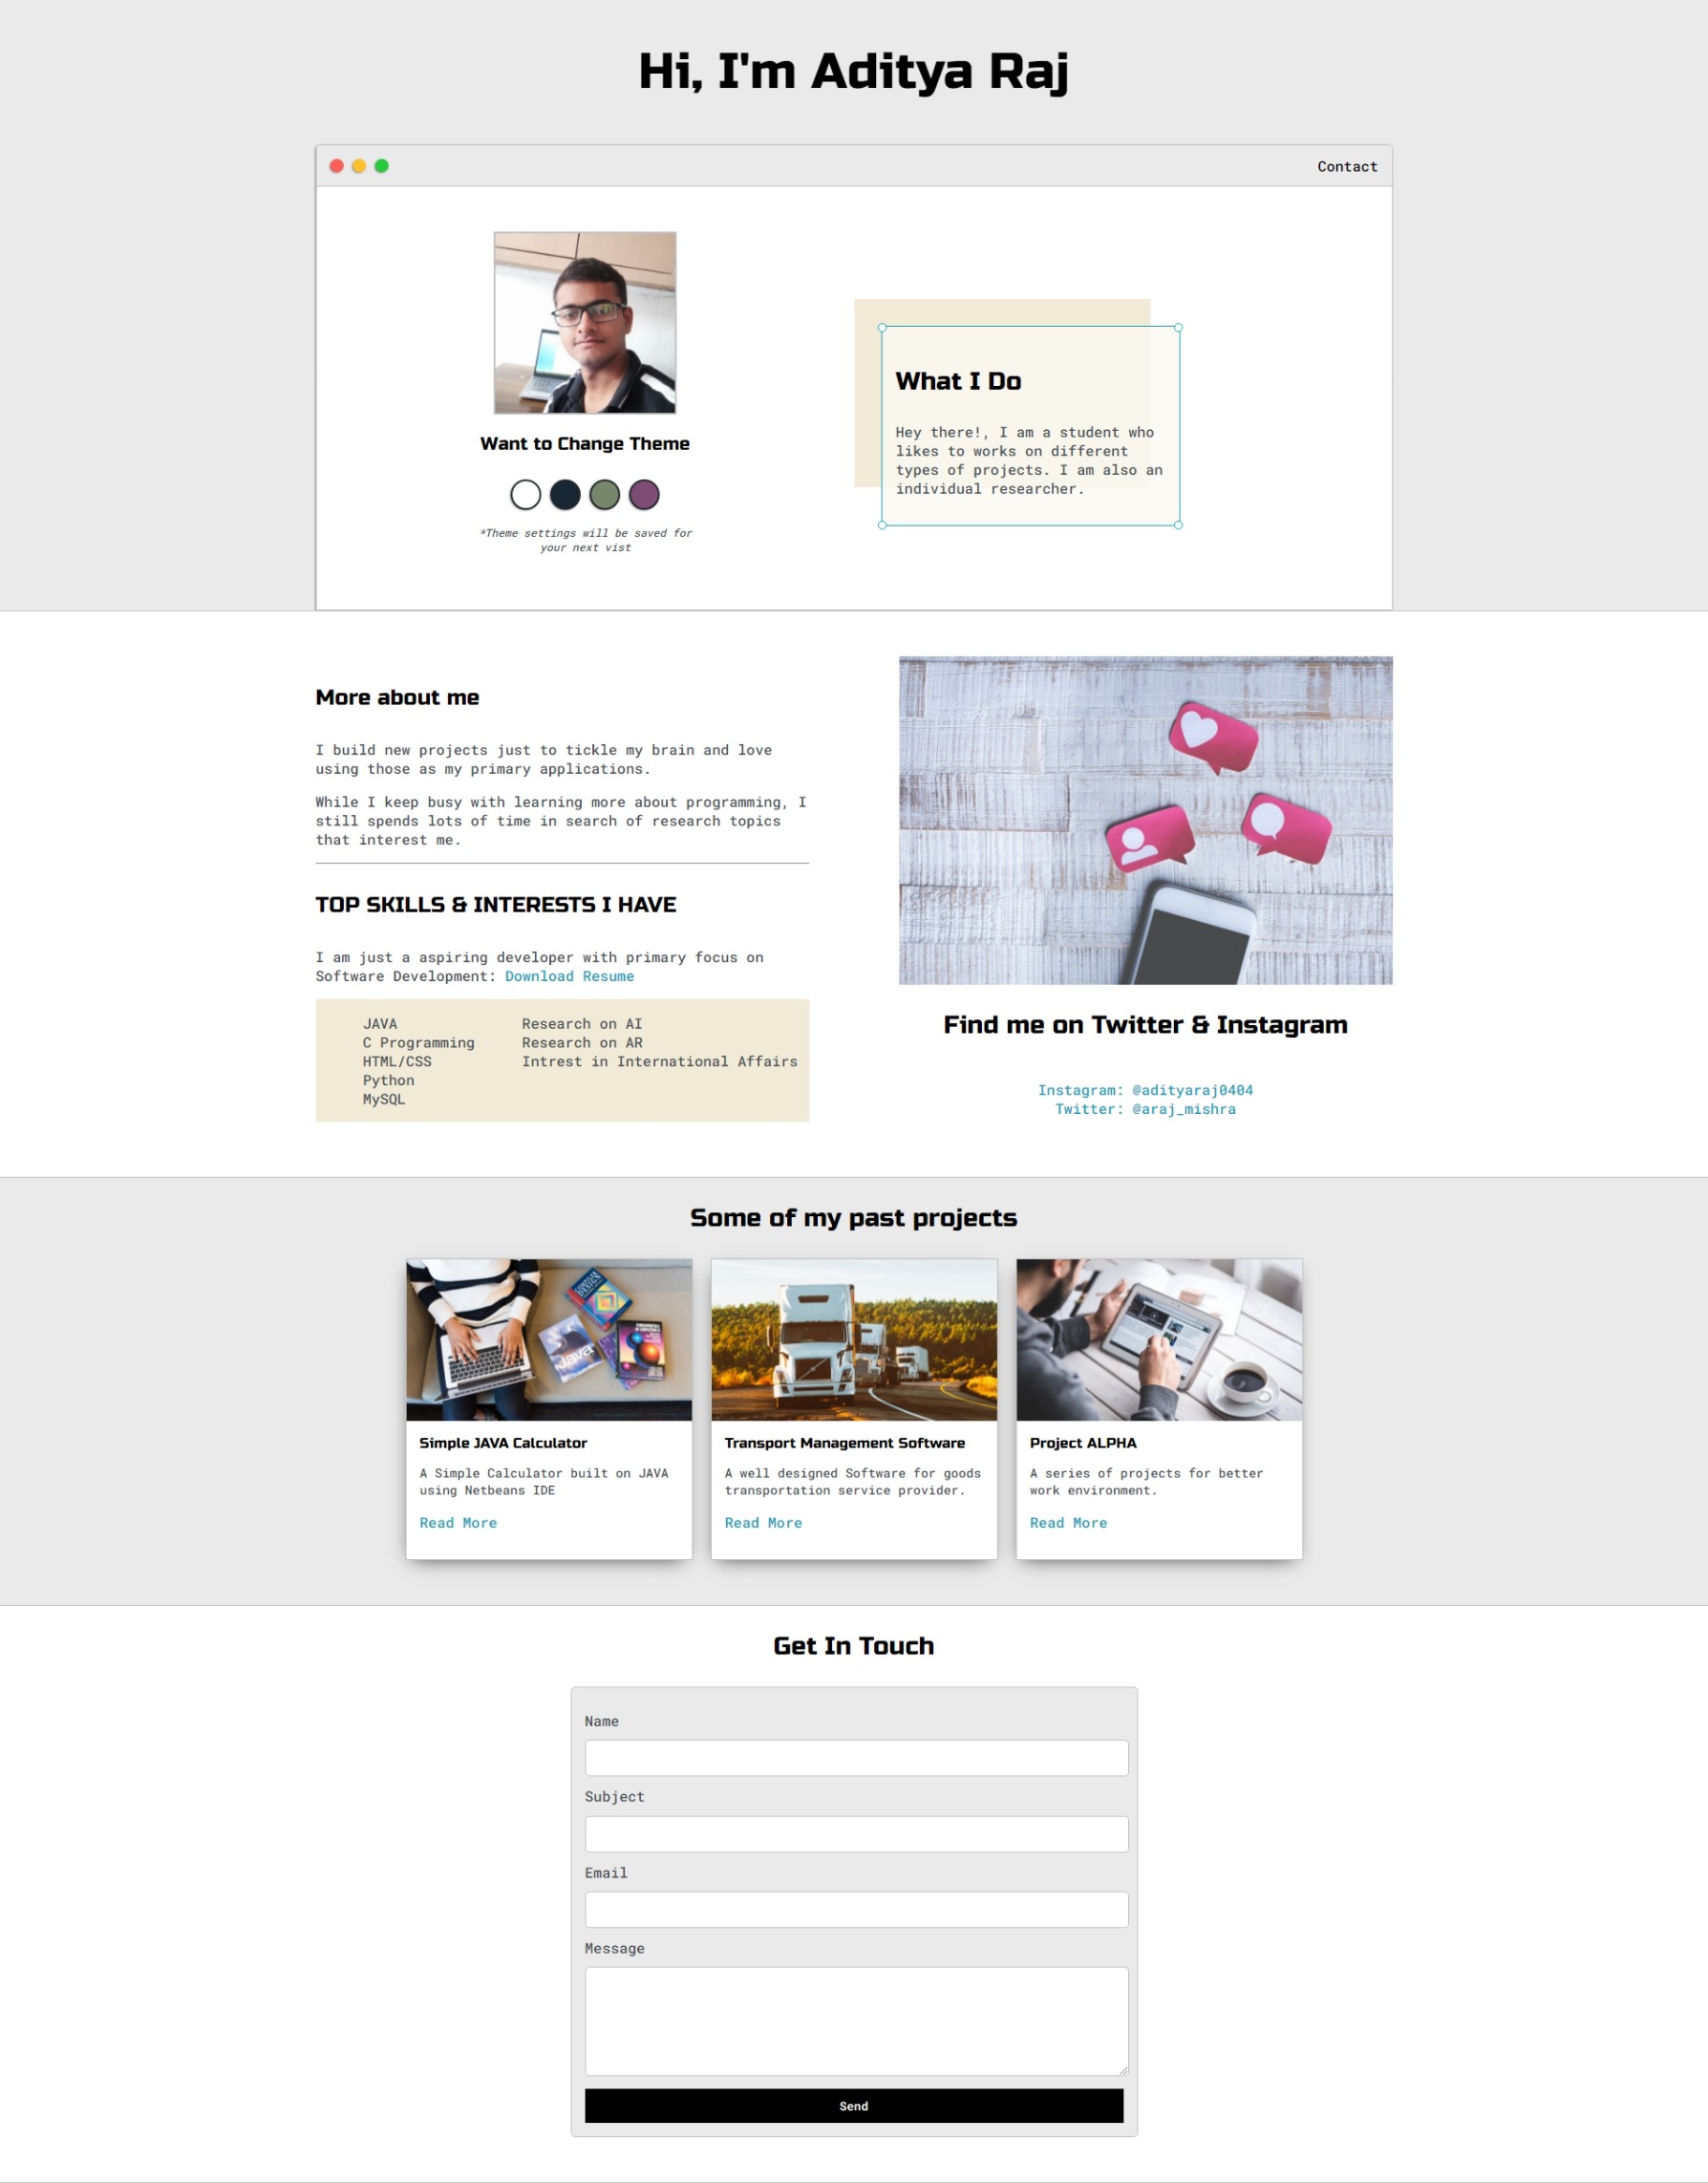 Hi, I'm Aditya Raj
Contact
Want to Change Theme
*Theme settings will be saved for
your next vist
What I Do
Hey there!, I am a student who
likes to works on different
types of projects. I am also an
individual researcher.
More about me
I build new projects just to tickle my brain and love
using those as my primary applications.
While I keep busy with learning more about programming, I
still spends lots of time in search of research topics
that interest me.
TOP SKILLS & INTERESTS I HAVE
I am just a aspiring developer with primary focus on
Software Development: Download Resume
JAVA
C Programming
HTML/CSS
Python
MySQL
Research on AI
Research on AR
Intrest in International Affairs
Find me on Twitter & Instagram
Instagram: @adityaraj0404
Twitter: @araj_mishra
Some of my past projects
Java
Simple JAVA Calculator
A Simple Calculator built on JAVA
using Netbeans IDE
Read More
Transport Management Software
A well designed Software for goods
transportation service provider.
Read More
Project ALPHA
A series of projects for better
work environment.
Read More
Get In Touch
Name
Subject
Email
Message
Send